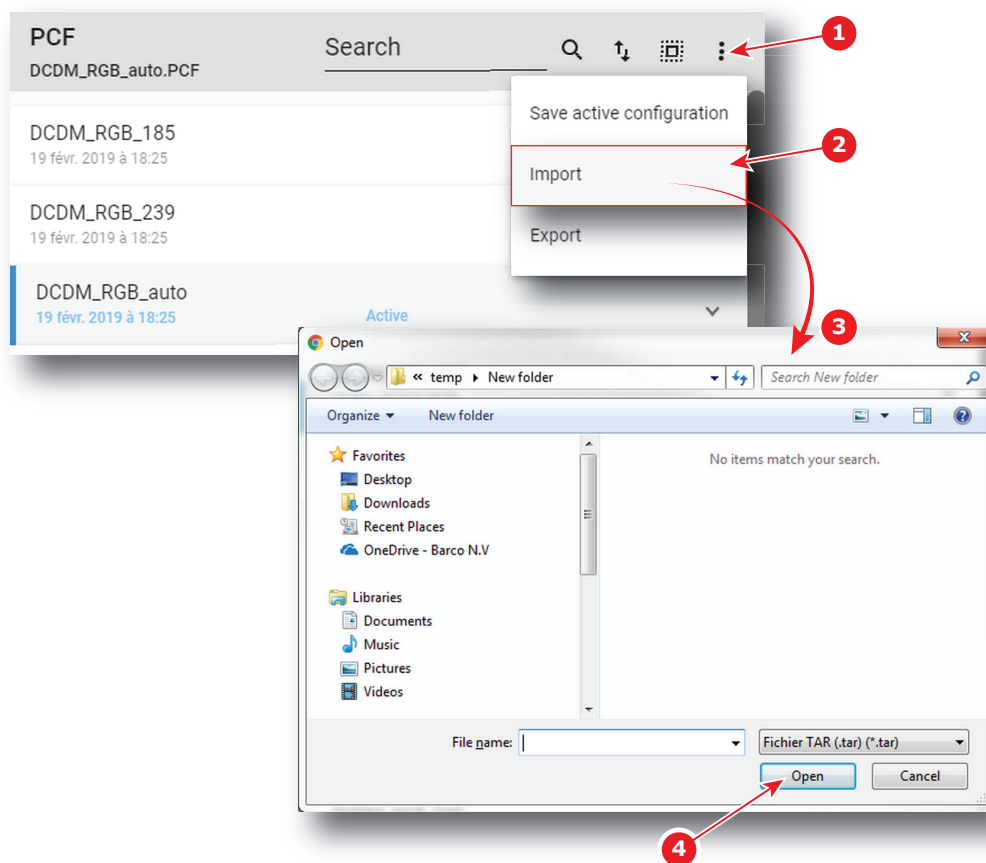 PCF
DCDM_RGB_auto.PCF
Search
1
Save active configuration
DCDM_RGB_185
19 févr. 2019 à 18:25
2
Import
DCDM_RGB_239
19 févr. 2019 à 18:25
Export
DCDM_RGB_auto
19 févr. 2019 à 18:25 Active
3
Open
« temp New folder Search New folder
Organize New folder
Favorites
Desktop
Downloads
Recent Places
OneDrive - Barco N.V
No items match your search.
Libraries
Documents
Music
Pictures
Videos
File name: Fichier TAR (.tar) (*.tar)
Open Cancel
4